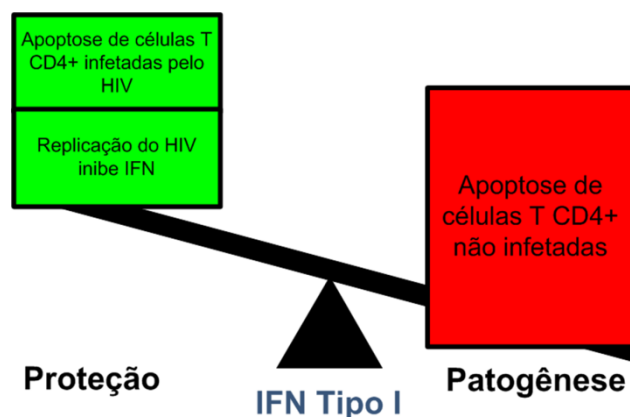 Apoptose de células T
CD4+ infetadas pelo
HIV
Replicação do HIV
inibe IFN
Apoptose de
células T CD4+
não infetadas
Proteção
IFN Tipo I
Patogênese